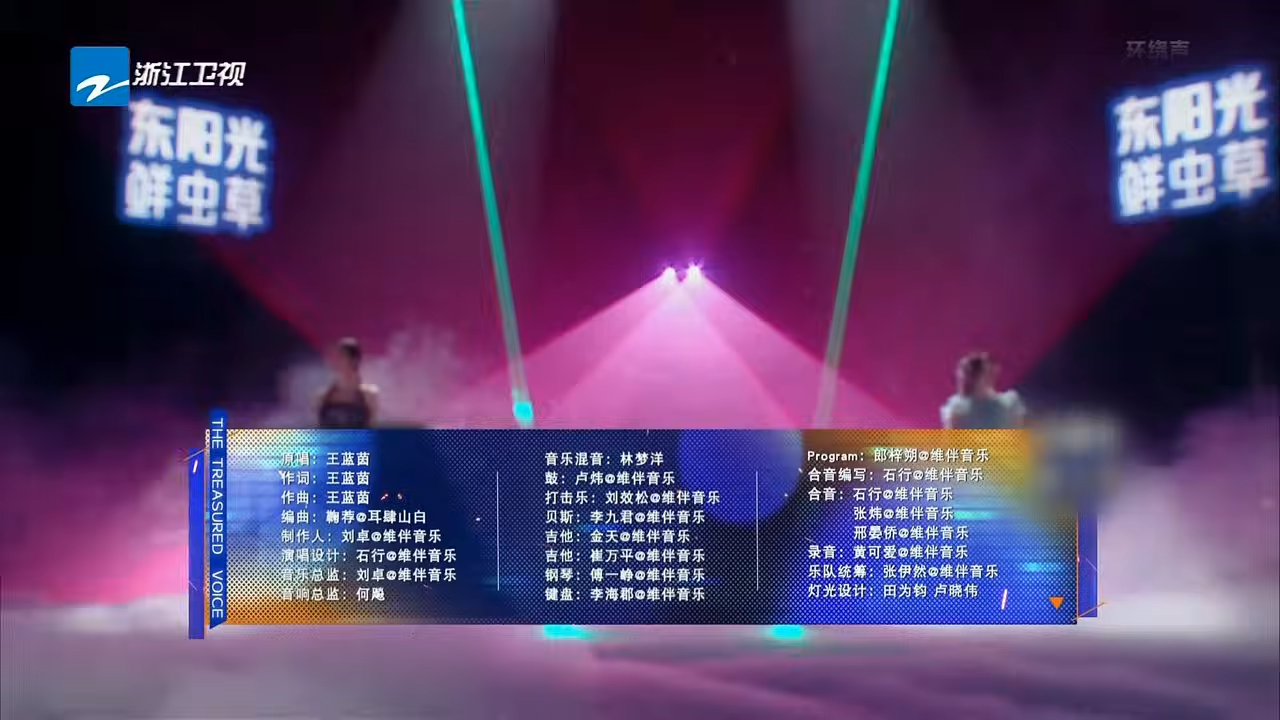 浙江卫视
环绕声
东阳光
鲜虫草
东阳光
鲜虫草
THE TREASURED VOICE
原唱：王蓝茵
作词：王蓝茵
作曲：王蓝茵
编曲：鞠荐@耳肆山白
制作人：刘卓@维伴音乐
演唱设计：石行@维伴音乐
音乐总监：刘卓@维伴音乐
音响总监：何飚
音乐混音：林梦洋
鼓：卢炜@维伴音乐
打击乐：刘效松@维伴音乐
贝斯：李九君@维伴音乐
吉他：金天@维伴音乐
吉他：崔万平@维伴音乐
钢琴：傅一峥@维伴音乐
键盘：李海郡@维伴音乐
Program：郎梓朔@维伴音乐
合音编写：石行@维伴音乐
合音：石行@维伴音乐
张炜@维伴音乐
邢晏侨@维伴音乐
录音：黄可爱@维伴音乐
乐队统筹：张伊然@维伴音乐
灯光设计：田为钧 卢晓伟